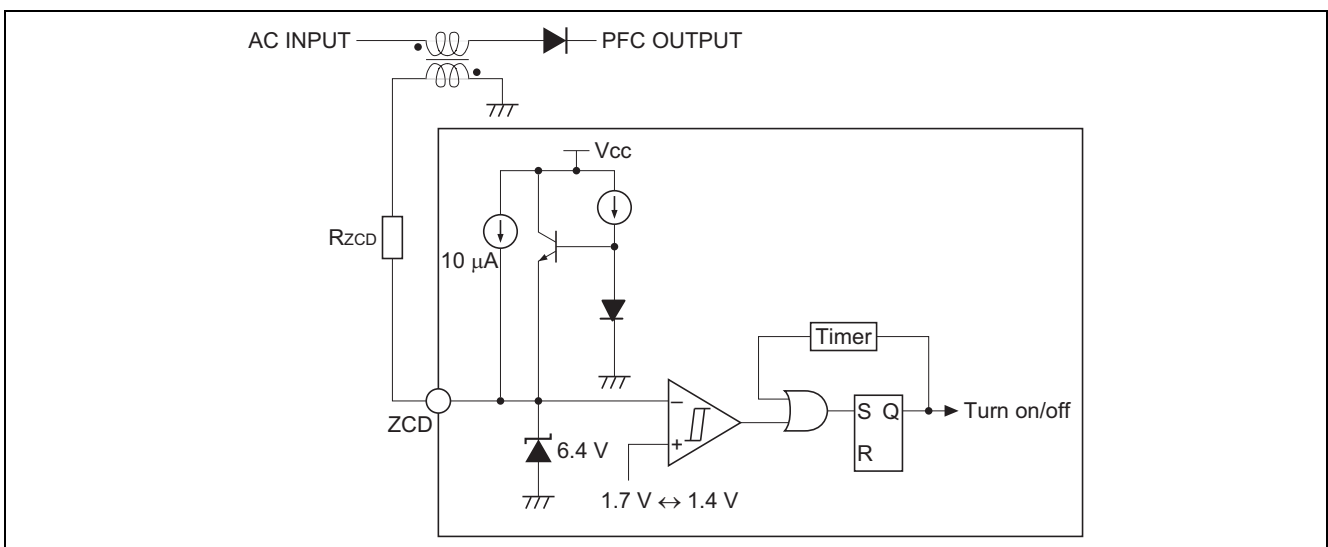 AC INPUT
PFC OUTPUT
Vcc
RZCD
10 μA
Timer
ZCD
S Q
Turn on/off
6.4 V
R
−
+
1.7 V ↔ 1.4 V